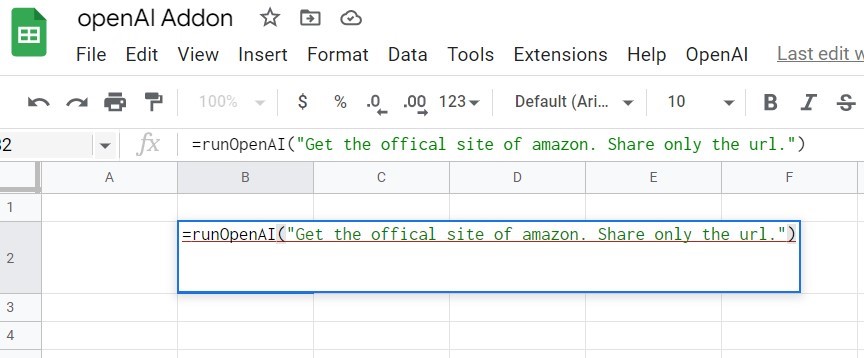 openAI Addon
File Edit View Insert Format Data Tools Extensions Help OpenAI Last edit w
100% $ % .0 .00 123 Default (Ari... 10 B I S
B2 fx =runOpenAI("Get the offical site of amazon. Share only the url.")
A B C D E F
1
=runOpenAI("Get the offical site of amazon. Share only the url.")
2
3
4